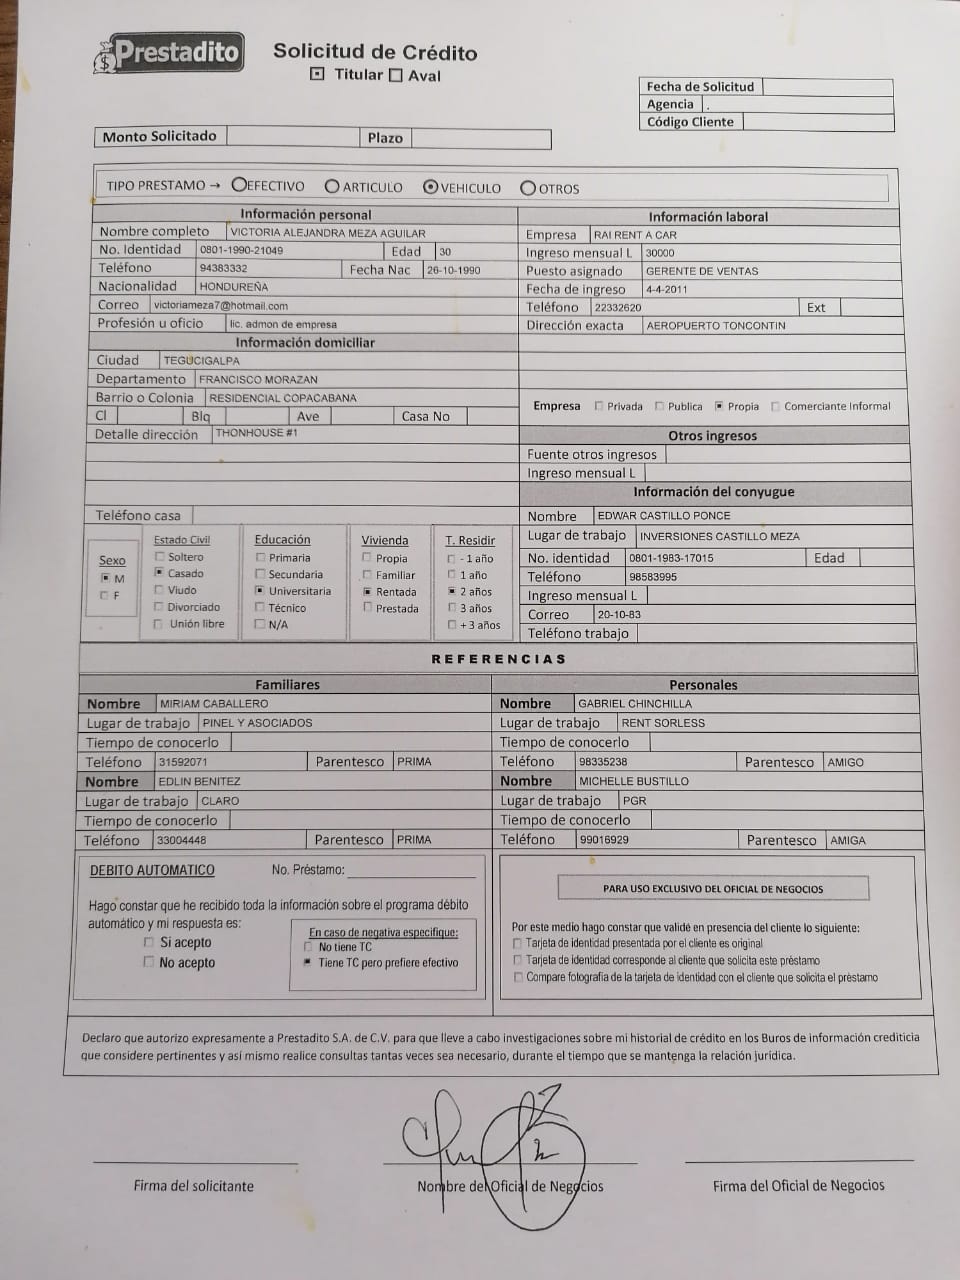 Prestadito
Solicitud de Crédito
Titular Aval
Fecha de Solicitud
Agencia .
Código Cliente
Monto Solicitado Plazo
TIPO PRESTAMO → EFECTIVO ARTICULO VEHICULO OTROS
Información personal
Nombre completo VICTORIA ALEJANDRA MEZA AGUILAR
No. Identidad 0801-1990-21049 Edad 30
Teléfono 94383332 Fecha Nac 26-10-1990
Nacionalidad HONDUREÑA
Correo victoriameza7@hotmail.com
Profesión u oficio lic. admon de empresa
Información domiciliar
Ciudad TEGUCIGALPA
Departamento FRANCISCO MORAZAN
Barrio o Colonia RESIDENCIAL COPACABANA
Cl Blq Ave Casa No
Detalle dirección THONHOUSE #1
Teléfono casa
Información laboral
Empresa RAI RENT A CAR
Ingreso mensual L 30000
Puesto asignado GERENTE DE VENTAS
Fecha de ingreso 4-4-2011
Teléfono 22332620 Ext
Dirección exacta AEROPUERTO TONCONTIN
Empresa Privada Publica Propia Comerciante Informal
Otros ingresos
Fuente otros ingresos
Ingreso mensual L
Información del conyugue
Nombre EDWAR CASTILLO PONCE
Lugar de trabajo INVERSIONES CASTILLO MEZA
No. identidad 0801-1983-17015 Edad
Teléfono 98583995
Ingreso mensual L
Correo 20-10-83
Teléfono trabajo
Sexo
M
F
Estado Civil
Soltero
Casado
Viudo
Divorciado
Unión libre
Educación
Primaria
Secundaria
Universitaria
Técnico
N/A
Vivienda
Propia
Familiar
Rentada
Prestada
T. Residir
- 1 año
1 año
2 años
3 años
+ 3 años
REFERENCIAS
Familiares
Nombre MIRIAM CABALLERO
Lugar de trabajo PINEL Y ASOCIADOS
Tiempo de conocerlo
Teléfono 31592071 Parentesco PRIMA
Nombre EDLIN BENITEZ
Lugar de trabajo CLARO
Tiempo de conocerlo
Teléfono 33004448 Parentesco PRIMA
Personales
Nombre GABRIEL CHINCHILLA
Lugar de trabajo RENT SORLESS
Tiempo de conocerlo
Teléfono 98335238 Parentesco AMIGO
Nombre MICHELLE BUSTILLO
Lugar de trabajo PGR
Tiempo de conocerlo
Teléfono 99016929 Parentesco AMIGA
DEBITO AUTOMATICO No. Préstamo:
Hago constar que he recibido toda la información sobre el programa débito
automático y mi respuesta es:
Si acepto
No acepto
En caso de negativa especifique:
No tiene TC
Tiene TC pero prefiere efectivo
PARA USO EXCLUSIVO DEL OFICIAL DE NEGOCIOS
Por este medio hago constar que validé en presencia del cliente lo siguiente:
Tarjeta de identidad presentada por el cliente es original
Tarjeta de identidad corresponde al cliente que solicita este préstamo
Compare fotografía de la tarjeta de identidad con el cliente que solicita el préstamo
Declaro que autorizo expresamente a Prestadito S.A. de C.V. para que lleve a cabo investigaciones sobre mi historial de crédito en los Buros de información crediticia
que considere pertinentes y así mismo realice consultas tantas veces sea necesario, durante el tiempo que se mantenga la relación jurídica.
Firma del solicitante
Nombre del Oficial de Negocios
Firma del Oficial de Negocios